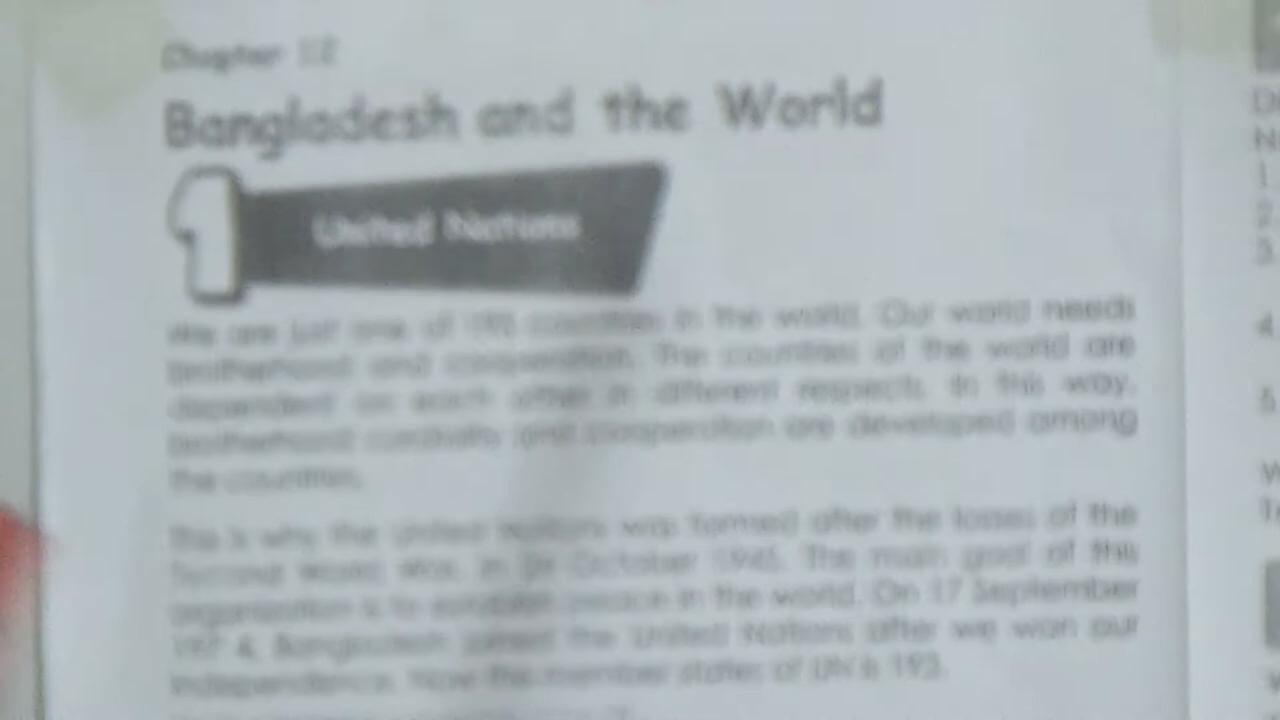 Chapter 12
Bangladesh and the World
1 United Nations
We are just one of countries in the world. Our world needs
brotherhood and cooperation. The countries of the world are
dependent on each other in different respects. In this way,
brotherhood cordiality and cooperation are developed among
the countries.
This is why the United Nations was formed after the losses of the
Second World War, in 24 October 1945. The main goal of this
organization is to establish peace in the world. On 17 September
197 4, Bangladesh joined the United Nations after we won our
independence. Now the member states of UN is 193.